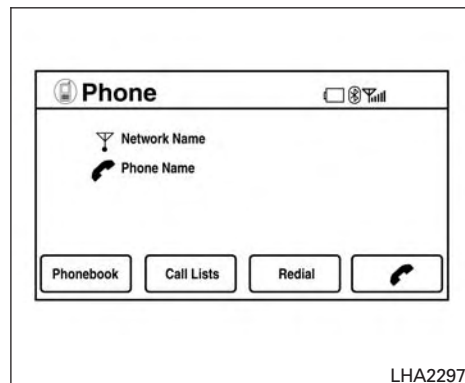 Phone
Network Name
Phone Name
Phonebook
Call Lists
Redial
LHA2297